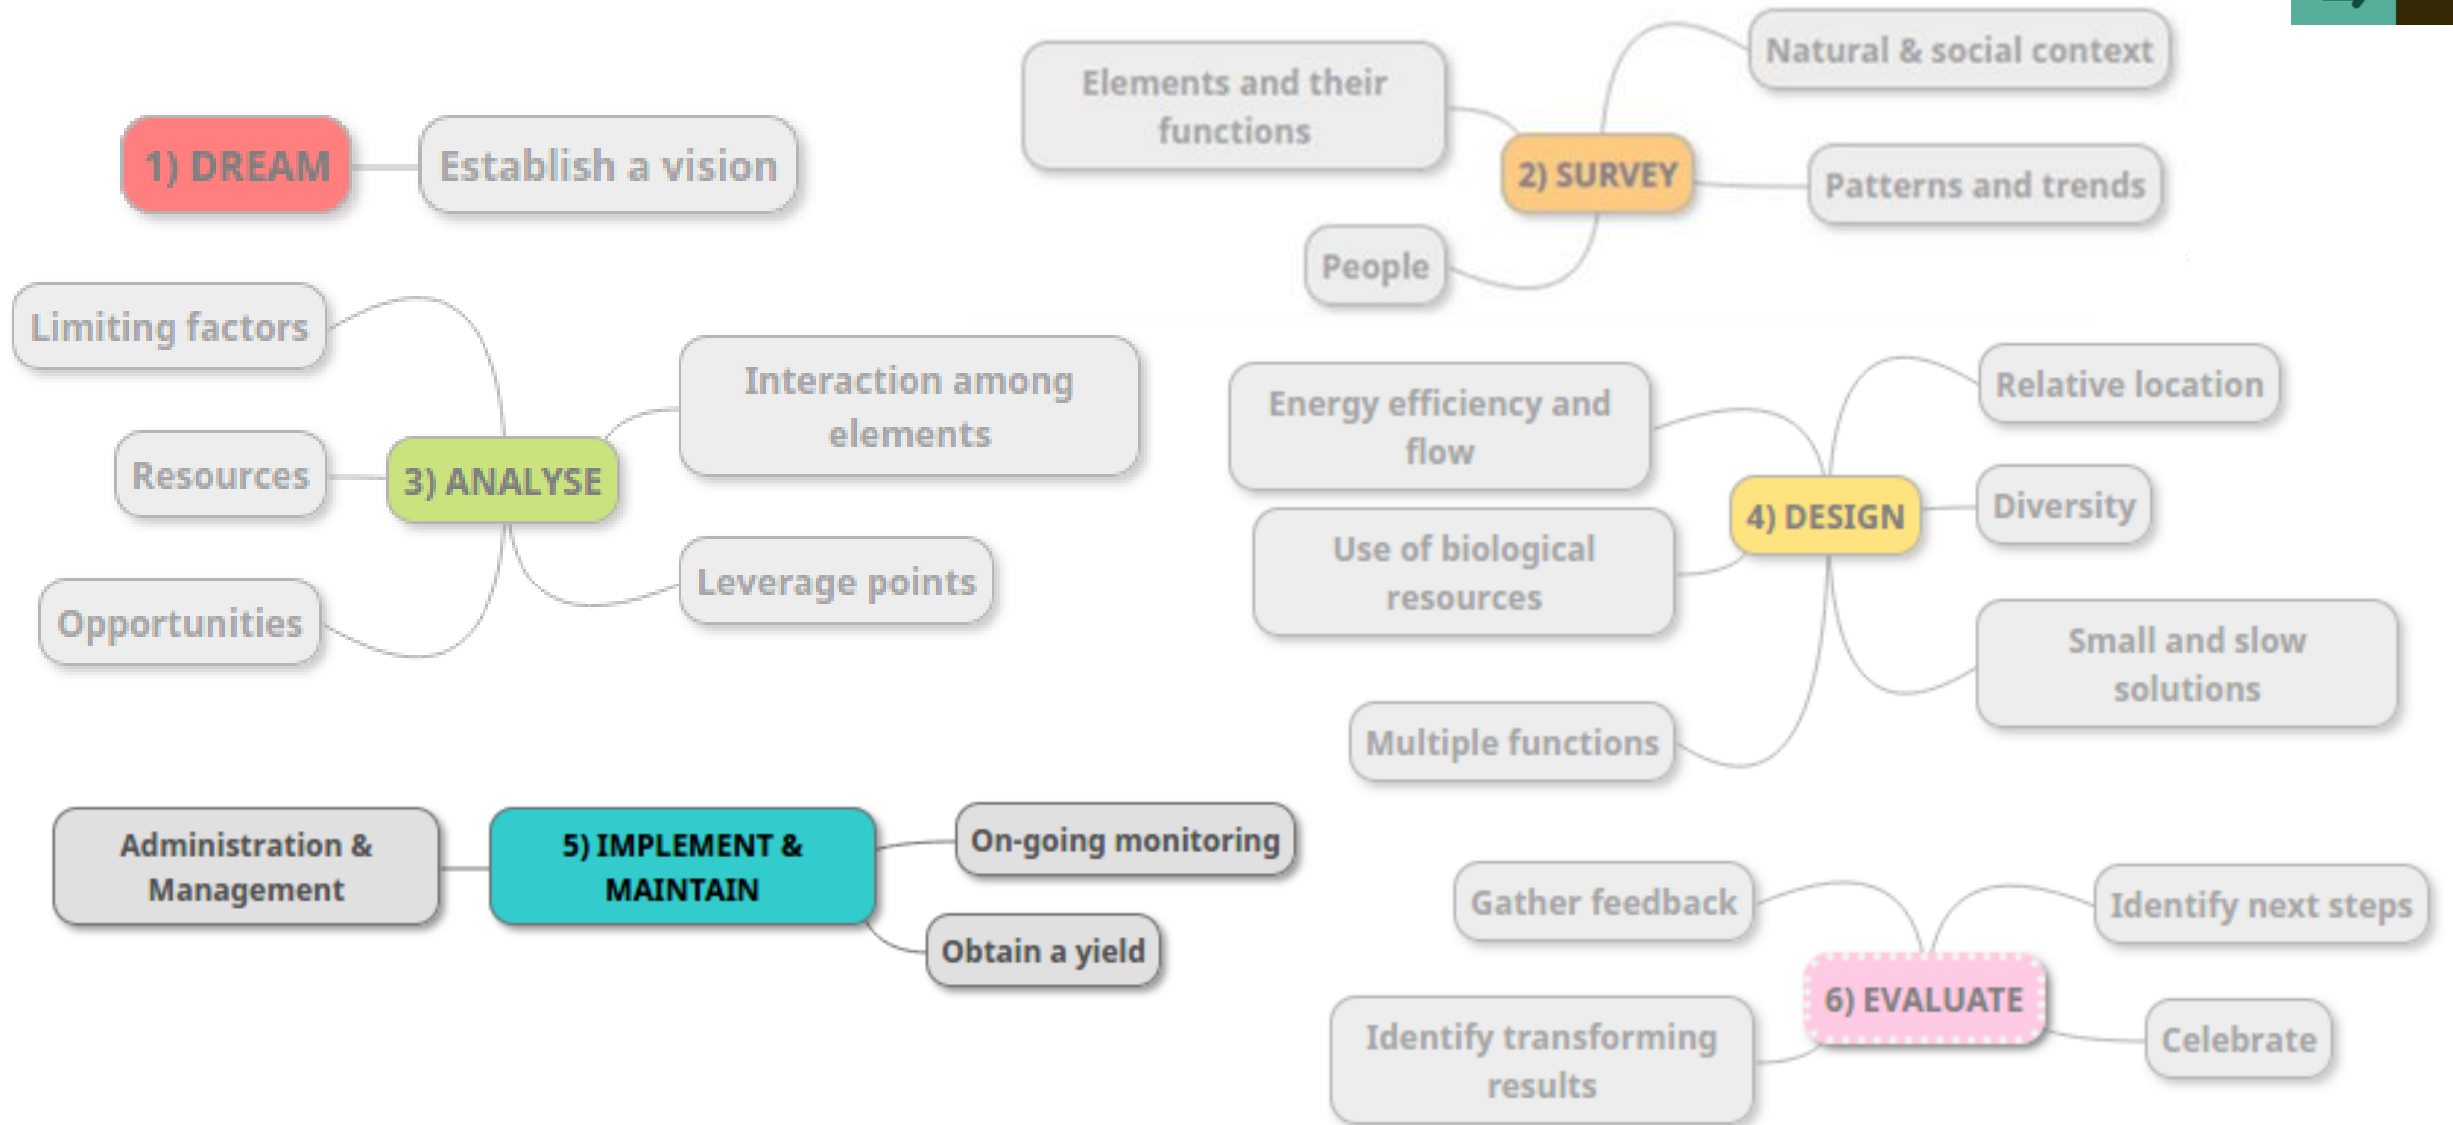 1) DREAM
Establish a vision
Elements and their
functions
Natural & social context
2) SURVEY
Patterns and trends
People
Limiting factors
Interaction among
elements
Resources
3) ANALYSE
Leverage points
Opportunities
Energy efficiency and
flow
Relative location
4) DESIGN
Diversity
Use of biological
resources
Small and slow
solutions
Multiple functions
Administration &
Management
5) IMPLEMENT &
MAINTAIN
On-going monitoring
Obtain a yield
Gather feedback
Identify next steps
6) EVALUATE
Identify transforming
results
Celebrate